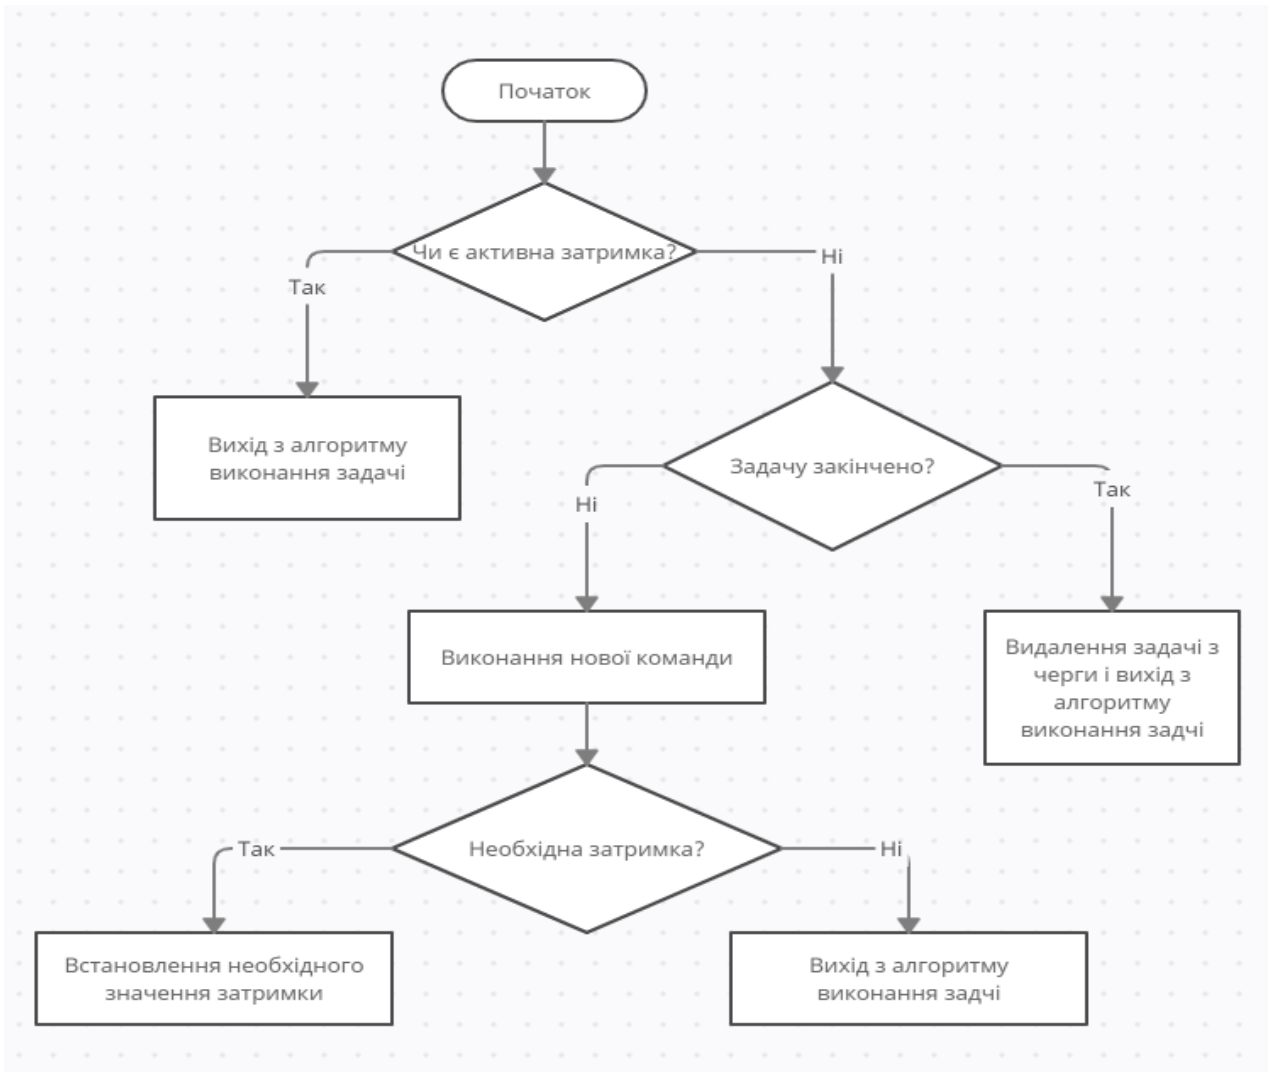 Початок
Чи є активна затримка?
Так
Ні
Вихід з алгоритму
виконання задачі
Задачу закінчено?
Ні
Так
Виконання нової команди
Видалення задачі з
черги і вихід з
алгоритму
виконання задчі
Необхідна затримка?
Так
Ні
Встановлення необхідного
значення затримки
Вихід з алгоритму
виконання задчі